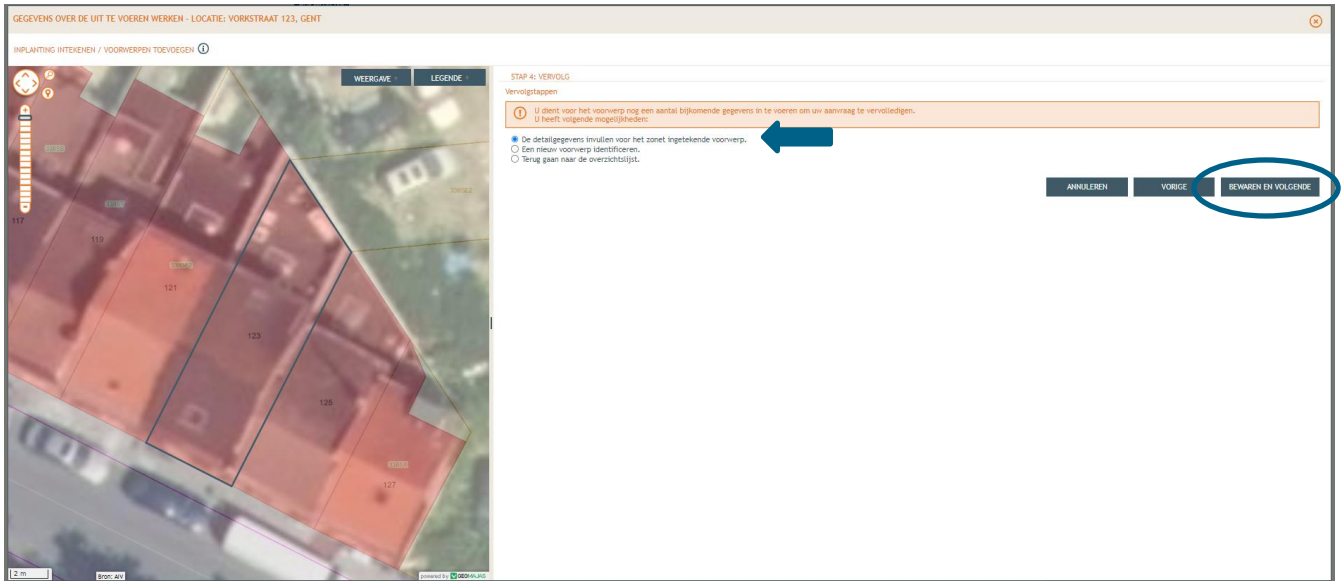 GEGEVENS OVER DE UIT TE VOEREN WERKEN - LOCATIE: VORKSTRAAT 123, GENT
INPLANTING INTEKENEN / VOORWERPEN TOEVOEGEN
WEERGAVE
LEGENDE
117
119
121
123
125
127
2 m
Bron: AIV
powered by GEOMAJAS
STAP 4: VERVOLG
Vervolgstappen
U dient voor het voorwerp nog een aantal bijkomende gegevens in te voeren om uw aanvraag te vervolledigen.
U heeft volgende mogelijkheden:
De detailgegevens invullen voor het zonet ingetekende voorwerp.
Een nieuw voorwerp identificeren.
Terug gaan naar de overzichtslijst.
ANNULEREN
VORIGE
BEWAREN EN VOLGENDE